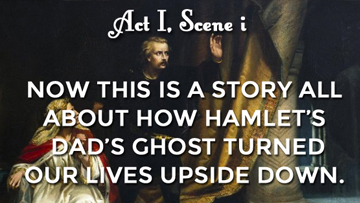 Act I, Scene i
NOW THIS IS A STORY ALL
ABOUT HOW HAMLET'S
DAD'S GHOST TURNED
OUR LIVES UPSIDE DOWN.